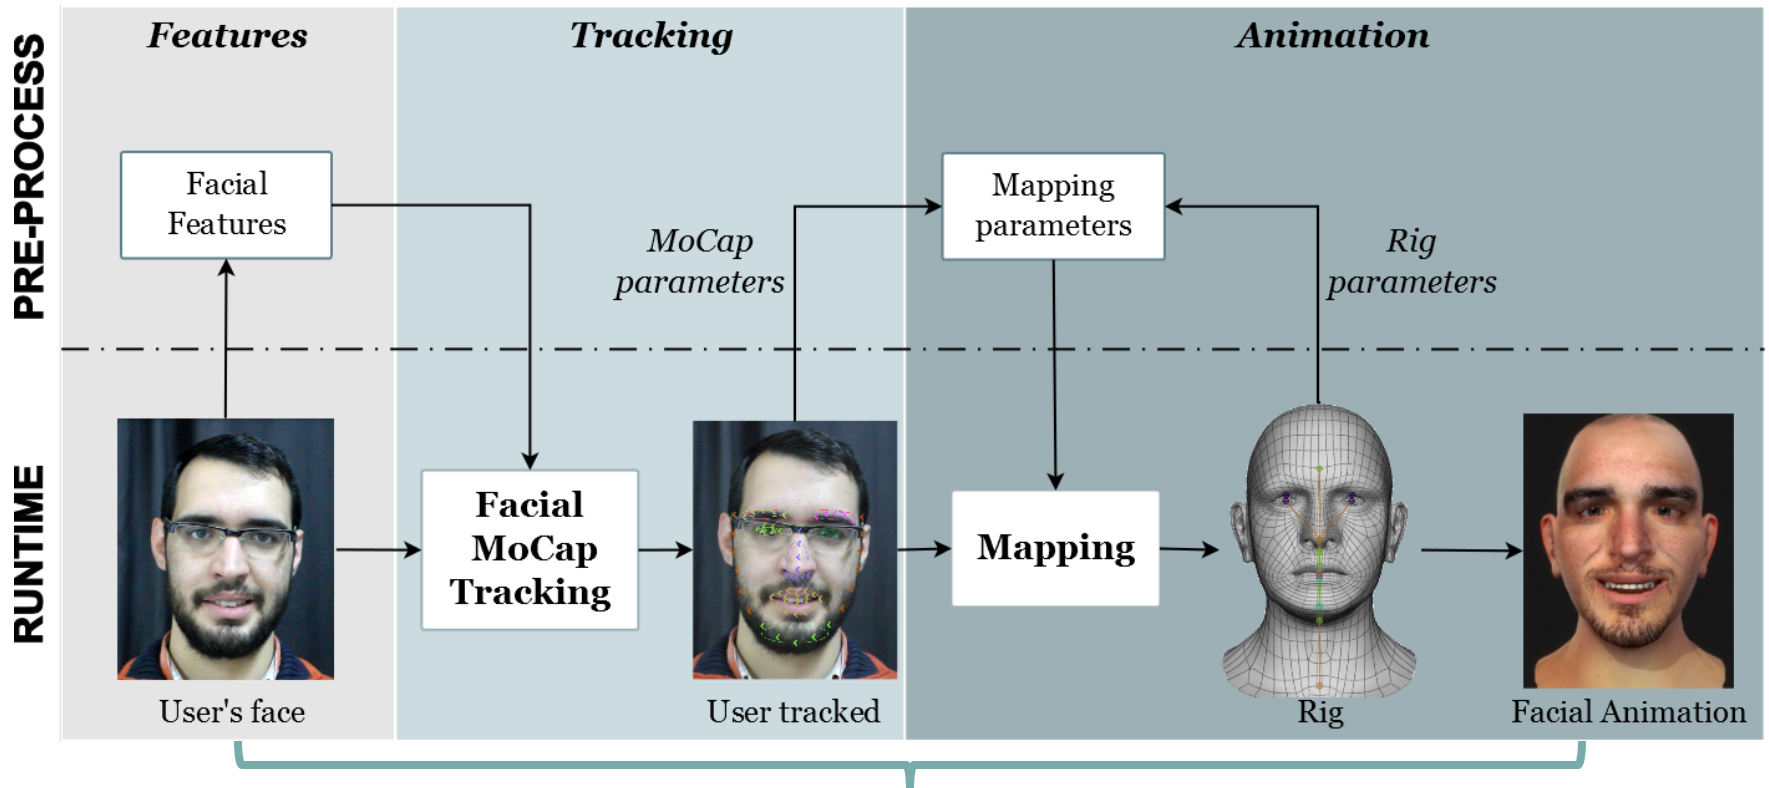 Features
Tracking
Animation
PRE-PROCESS
Facial
Features
MoCap
parameters
Mapping
parameters
Rig
parameters
RUNTIME
Facial
MoCap
Tracking
Mapping
User's face
User tracked
Rig
Facial Animation